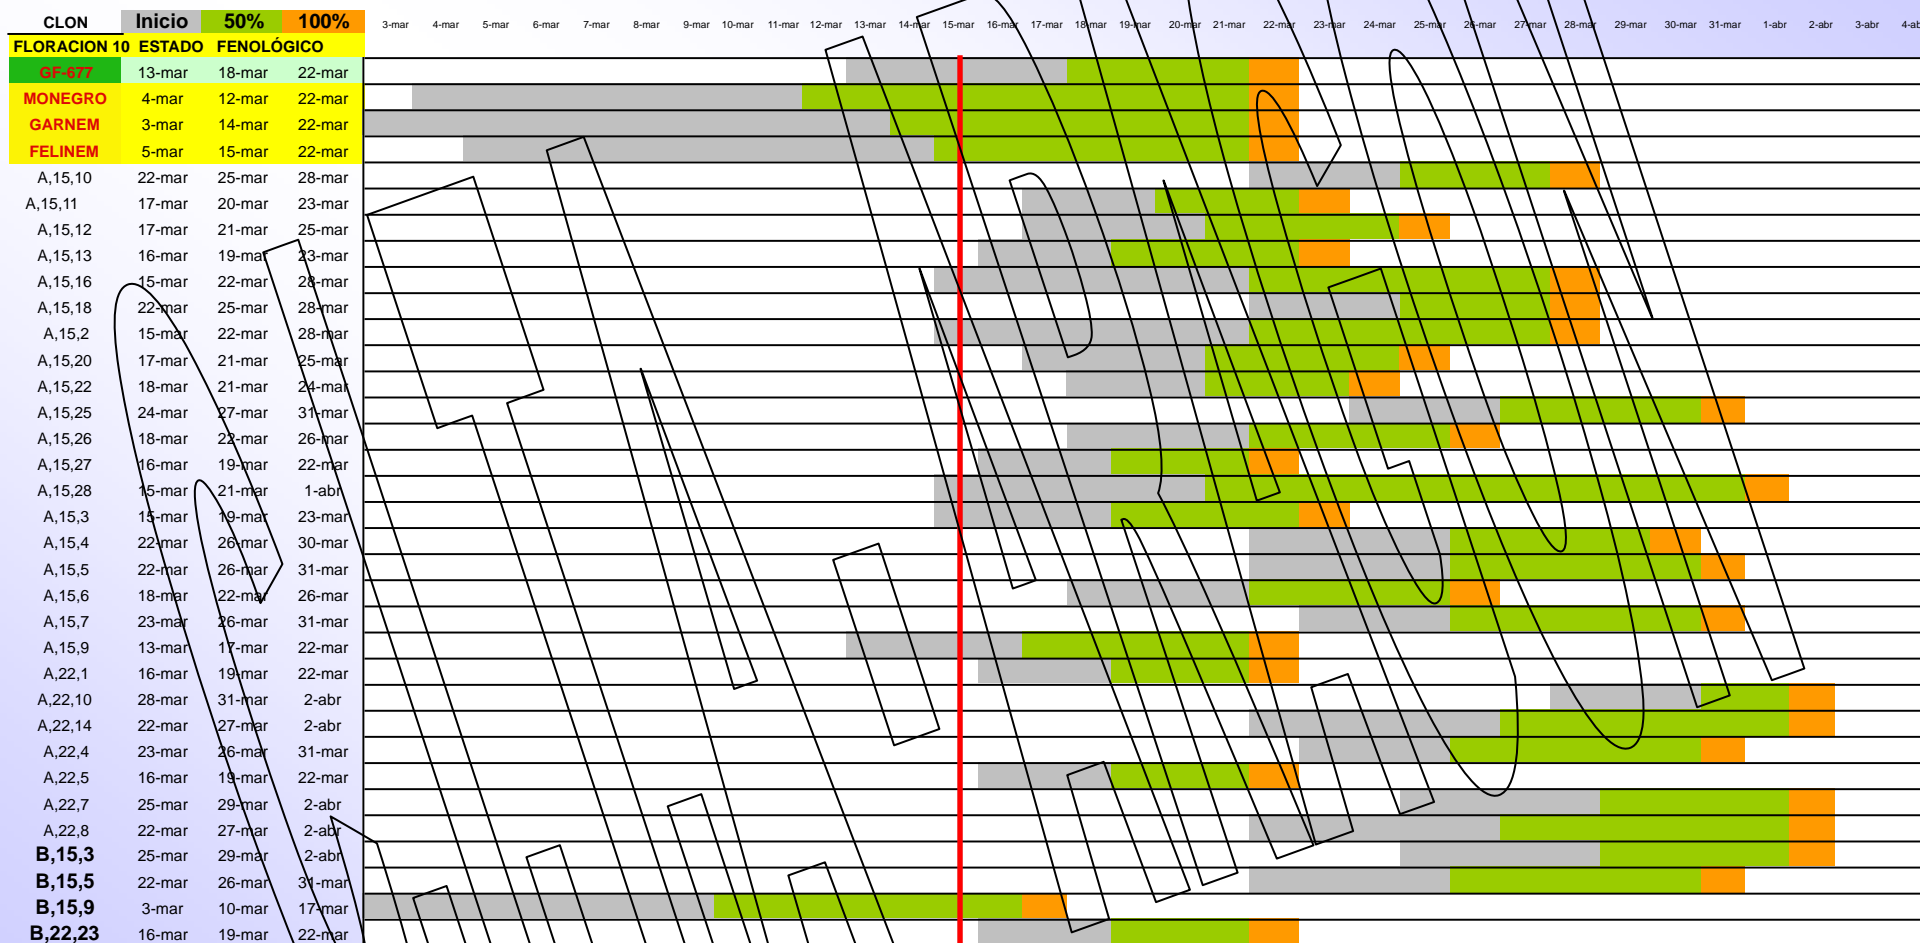 CLON Inicio 50% 100% 3-mar 4-mar 5-mar 6-mar 7-mar 8-mar 9-mar 10-mar 11-mar 12-mar 13-mar 14-mar 15-mar 16-mar 17-mar 18-mar 19-mar 20-mar 21-mar 22-mar 23-mar 24-mar 25-mar 26-mar 27-mar 28-mar 29-mar 30-mar 31-mar 1-abr 2-abr 3-abr 4-ab
FLORACION 10 ESTADO FENOLÓGICO
GF-677 13-mar 18-mar 22-mar
MONEGRO 4-mar 12-mar 22-mar
GARNEM 3-mar 14-mar 22-mar
FELINEM 5-mar 15-mar 22-mar
A,15,10 22-mar 25-mar 28-mar
A,15,11 17-mar 20-mar 23-mar
A,15,12 17-mar 21-mar 25-mar
A,15,13 16-mar 19-mar 23-mar
A,15,16 15-mar 22-mar 28-mar
A,15,18 22-mar 25-mar 28-mar
A,15,2 15-mar 22-mar 28-mar
A,15,20 17-mar 21-mar 25-mar
A,15,22 18-mar 21-mar 24-mar
A,15,25 24-mar 27-mar 31-mar
A,15,26 18-mar 22-mar 26-mar
A,15,27 16-mar 19-mar 22-mar
A,15,28 15-mar 21-mar 1-abr
A,15,3 15-mar 19-mar 23-mar
A,15,4 22-mar 26-mar 30-mar
A,15,5 22-mar 26-mar 31-mar
A,15,6 18-mar 22-mar 26-mar
A,15,7 23-mar 26-mar 31-mar
A,15,9 13-mar 17-mar 22-mar
A,22,1 16-mar 19-mar 22-mar
A,22,10 28-mar 31-mar 2-abr
A,22,14 22-mar 27-mar 2-abr
A,22,4 23-mar 26-mar 31-mar
A,22,5 16-mar 19-mar 22-mar
A,22,7 25-mar 29-mar 2-abr
A,22,8 22-mar 27-mar 2-abr
B,15,3 25-mar 29-mar 2-abr
B,15,5 22-mar 26-mar 31-mar
B,15,9 3-mar 10-mar 17-mar
B,22,23 16-mar 19-mar 22-mar